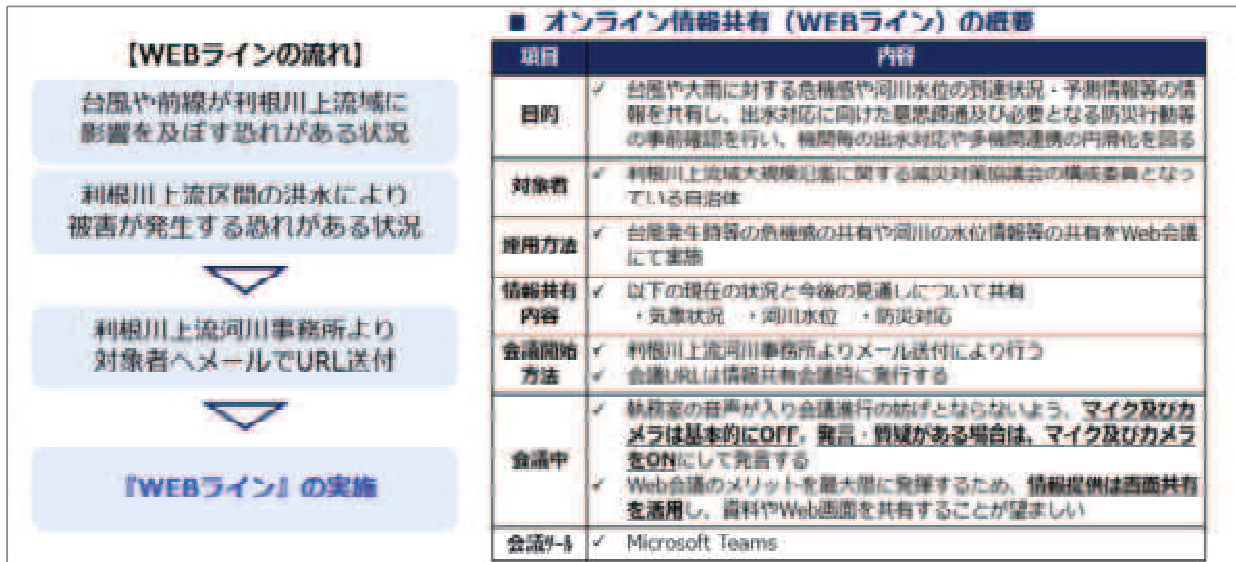 【WEBラインの流れ】
台風や前線が利根川上流域に
影響を及ぼす恐れがある状況
利根川上流区間の洪水により
被害が発生する恐れがある状況
利根川上流河川事務所より
対象者へメールでURL送付
『WEBライン』の実施
■ オンライン情報共有（WEBライン）の概要
項目 内容
目的
✓ 台風や大雨に対する危機感や河川水位の到達状況・予測情報等の情
報を共有し、出水対応に向けた意思疎通及び必要となる防災行動等
の事前確認を行い、機関毎の出水対応や多機関連携の円滑化を図る
対象者
✓ 利根川上流域大規模氾濫に関する減災対策協議会の構成委員となっ
ている自治体
運用方法
✓ 台風発生時等の危機感の共有や河川の水位情報等の共有をWeb会議
にて実施
情報共有
内容
✓ 以下の現在の状況と今後の見通しについて共有
・気象状況 ・河川水位 ・防災対応
会議開始
方法
✓ 利根川上流河川事務所よりメール送付により行う
✓ 会議URLは情報共有会議時に発行する
会議中
✓ 執務室の音声が入り会議進行の妨げとならないよう、マイク及びカ
メラは基本的にOFF、発言・質疑がある場合は、マイク及びカメラ
をONにして発言する
✓ Web会議のメリットを最大限に発揮するため、情報提供は画面共有
を活用し、資料やWeb画面を共有することが望ましい
会議ﾂｰﾙ ✓ Microsoft Teams